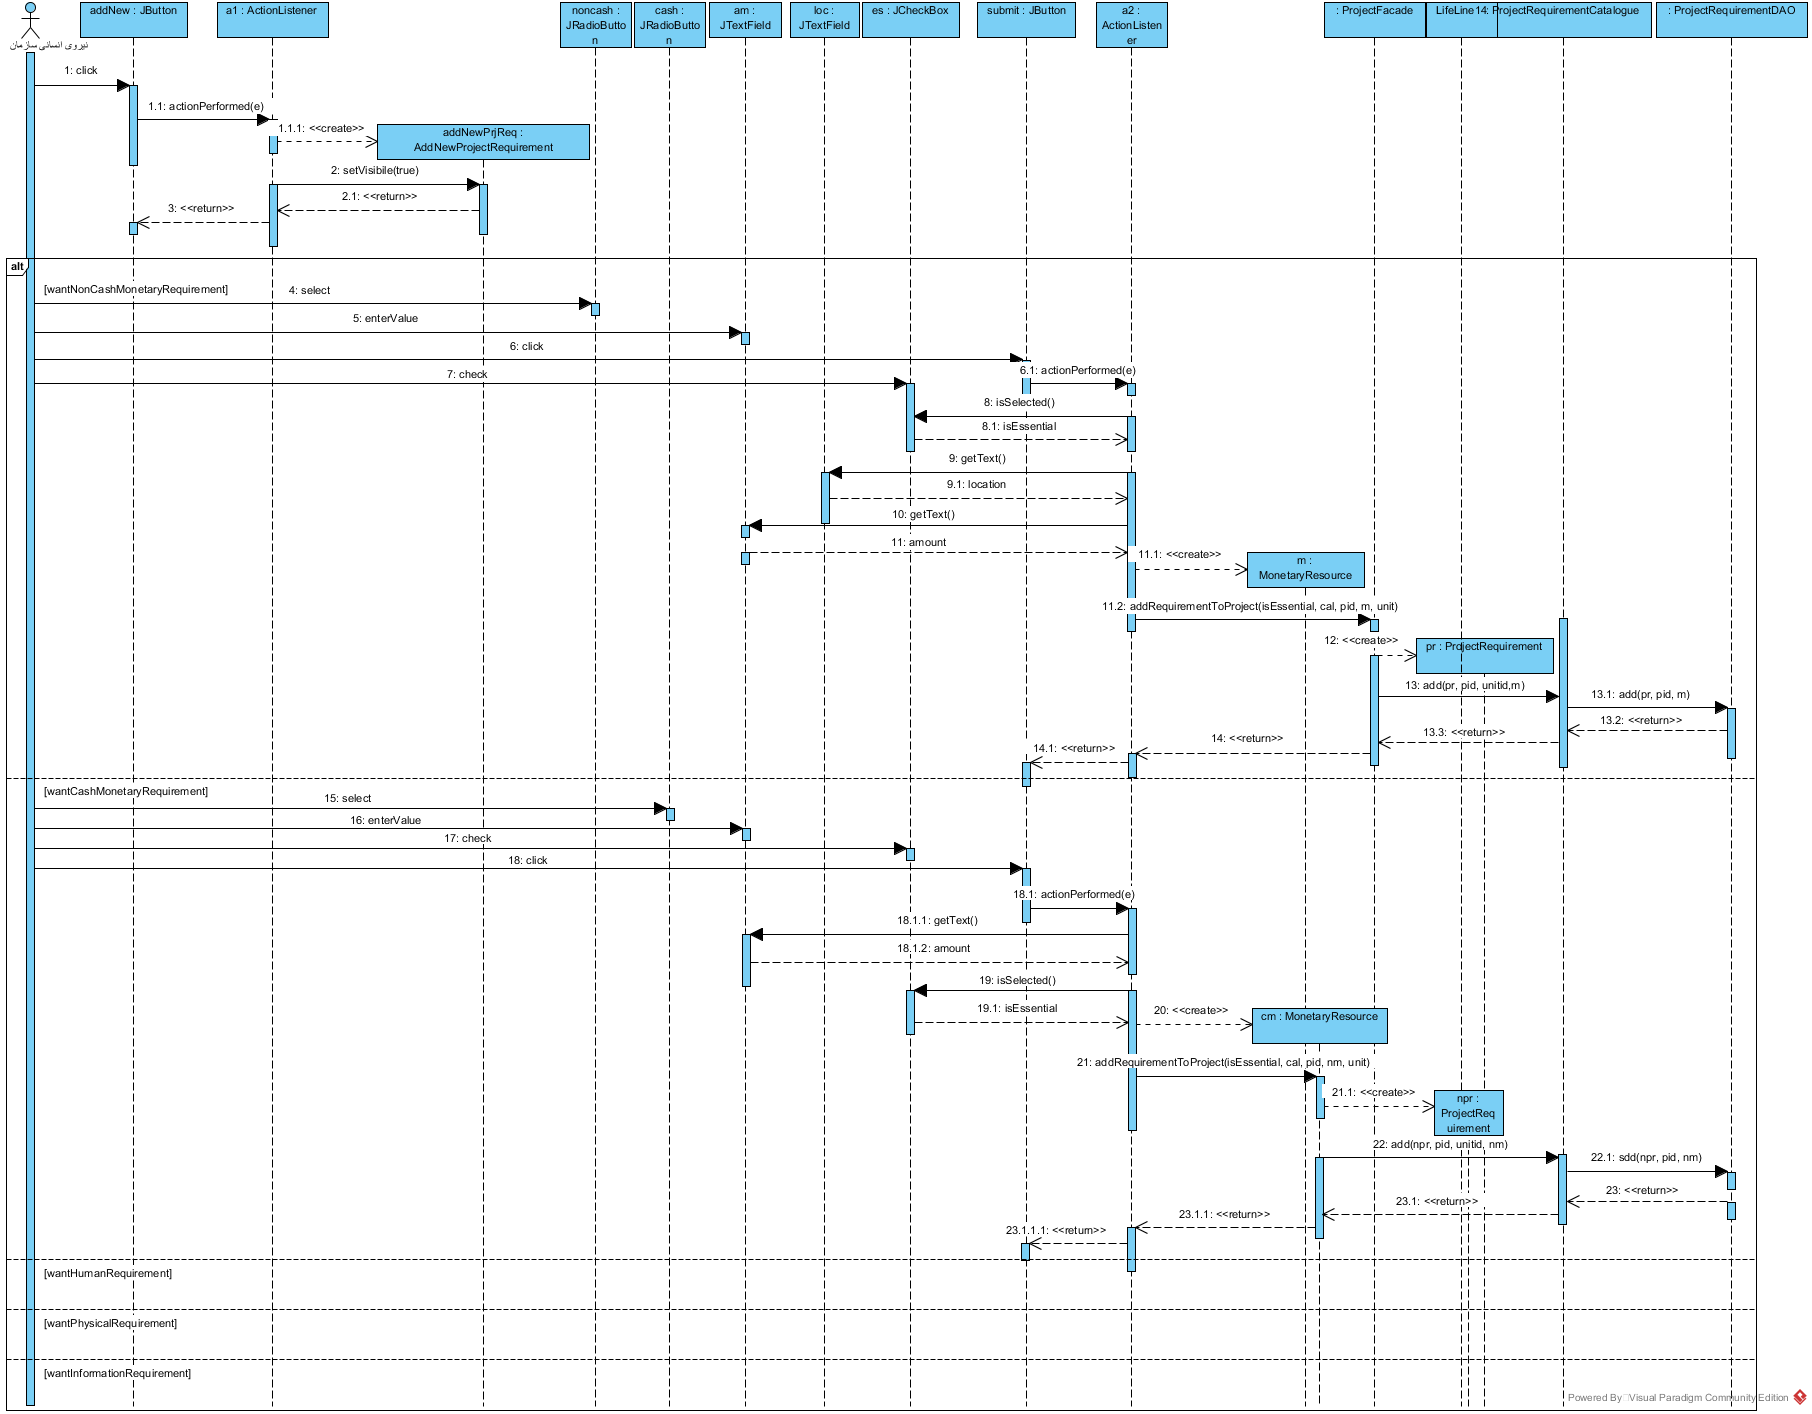 addNew : JButton
a1 : ActionListener
noncash :
JRadioButto
n
cash :
JRadioButto
n
am :
JTextField
loc :
JTextField
es : JCheckBox
submit : JButton
a2 :
ActionListen
er
: ProjectFacade
LifeLine14
: ProjectRequirementCatalogue
: ProjectRequirementDAO
نیروی انسانی سازمان
1: click
1.1: actionPerformed(e)
1.1.1: <<create>>
addNewPrjReq :
AddNewProjectRequirement
2: setVisibile(true)
2.1: <<return>>
3: <<return>>
alt
[wantNonCashMonetaryRequirement]
4: select
5: enterValue
6: click
6.1: actionPerformed(e)
7: check
8: isSelected()
8.1: isEssential
9: getText()
9.1: location
10: getText()
11: amount
11.1: <<create>>
m :
MonetaryResource
11.2: addRequirementToProject(isEssential, cal, pid, m, unit)
12: <<create>>
pr : ProjectRequirement
13: add(pr, pid, unitid,m)
13.1: add(pr, pid, m)
13.2: <<return>>
13.3: <<return>>
14: <<return>>
14.1: <<return>>
[wantCashMonetaryRequirement]
15: select
16: enterValue
17: check
18: click
18.1: actionPerformed(e)
18.1.1: getText()
18.1.2: amount
19: isSelected()
19.1: isEssential
20: <<create>>
cm : MonetaryResource
21: addRequirementToProject(isEssential, cal, pid, nm, unit)
21.1: <<create>>
npr :
ProjectReq
uirement
22: add(npr, pid, unitid, nm)
22.1: sdd(npr, pid, nm)
23: <<return>>
23.1: <<return>>
23.1.1: <<return>>
23.1.1.1: <<return>>
[wantHumanRequirement]
[wantPhysicalRequirement]
[wantInformationRequirement]
Powered By Visual Paradigm Community Edition